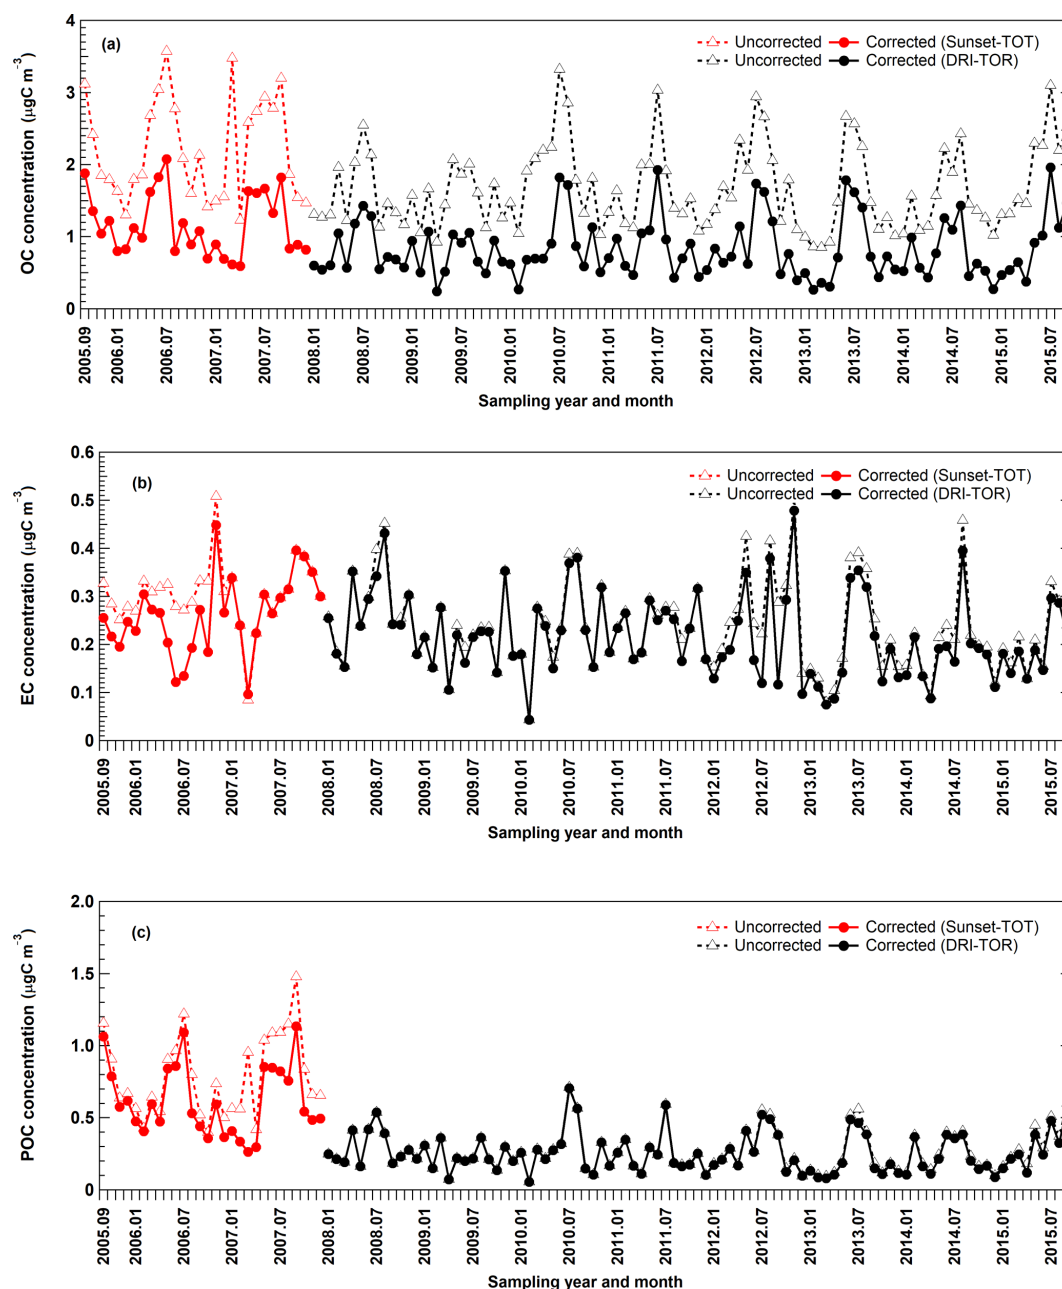 (a)
Uncorrected Corrected (Sunset-TOT)
Uncorrected Corrected (DRI-TOR)
OC concentration (µgC m⁻³)
4
3
2
1
0
2005.09 2006.01 2006.07 2007.01 2007.07 2008.01 2008.07 2009.01 2009.07 2010.01 2010.07 2011.01 2011.07 2012.01 2012.07 2013.01 2013.07 2014.01 2014.07 2015.01 2015.07
Sampling year and month
(b)
Uncorrected Corrected (Sunset-TOT)
Uncorrected Corrected (DRI-TOR)
EC concentration (µgC m⁻³)
0.6
0.5
0.4
0.3
0.2
0.1
0
2005.09 2006.01 2006.07 2007.01 2007.07 2008.01 2008.07 2009.01 2009.07 2010.01 2010.07 2011.01 2011.07 2012.01 2012.07 2013.01 2013.07 2014.01 2014.07 2015.01 2015.07
Sampling year and month
(c)
Uncorrected Corrected (Sunset-TOT)
Uncorrected Corrected (DRI-TOR)
POC concentration (µgC m⁻³)
2.0
1.5
1.0
0.5
0
2005.09 2006.01 2006.07 2007.01 2007.07 2008.01 2008.07 2009.01 2009.07 2010.01 2010.07 2011.01 2011.07 2012.01 2012.07 2013.01 2013.07 2014.01 2014.07 2015.01 2015.07
Sampling year and month